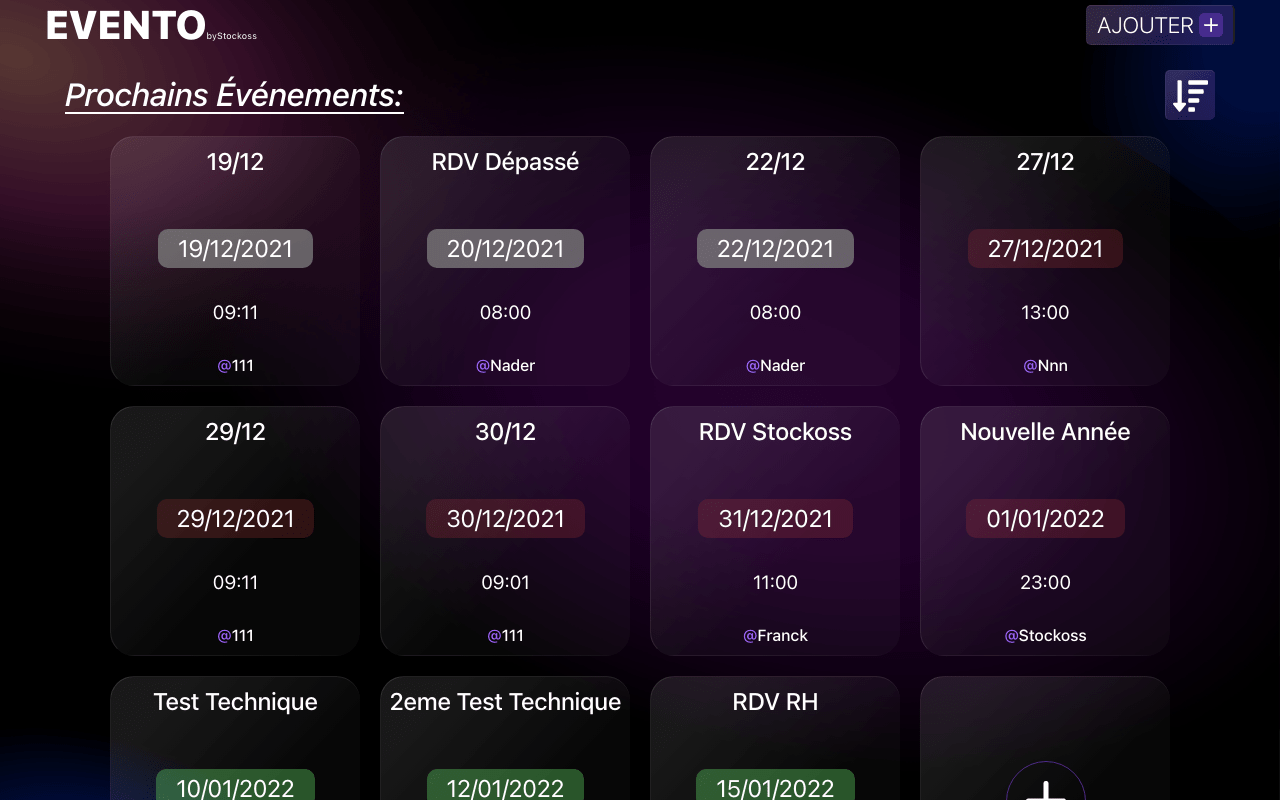 EVENTO byStockoss
AJOUTER +
Prochains Événements:
19/12
19/12/2021
09:11
@111
RDV Dépassé
20/12/2021
08:00
@Nader
22/12
22/12/2021
08:00
@Nader
27/12
27/12/2021
13:00
@Nnn
29/12
29/12/2021
09:11
@111
30/12
30/12/2021
09:01
@111
RDV Stockoss
31/12/2021
11:00
@Franck
Nouvelle Année
01/01/2022
23:00
@Stockoss
Test Technique
10/01/2022
2eme Test Technique
12/01/2022
RDV RH
15/01/2022